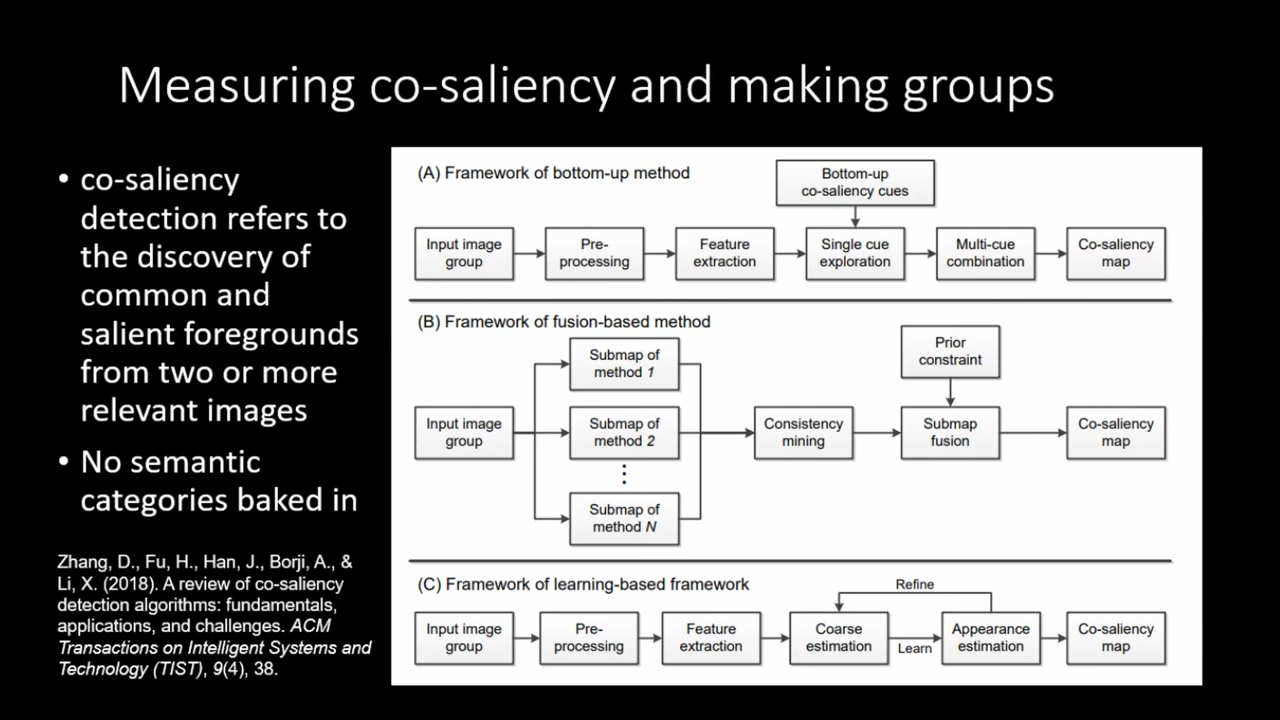 Measuring co-saliency and making groups
• co-saliency
detection refers to
the discovery of
common and
salient foregrounds
from two or more
relevant images
• No semantic
categories baked in
Zhang, D., Fu, H., Han, J., Borji, A., &
Li, X. (2018). A review of co-saliency
detection algorithms: fundamentals,
applications, and challenges. ACM
Transactions on Intelligent Systems and
Technology (TIST), 9(4), 38.
(A) Framework of bottom-up method
Bottom-up
co-saliency cues
Input image
group
Pre-
processing
Feature
extraction
Single cue
exploration
Multi-cue
combination
Co-saliency
map
(B) Framework of fusion-based method
Submap of
method 1
Prior
constraint
Input image
group
Submap of
method 2
Consistency
mining
Submap
fusion
Co-saliency
map
⋮
Submap of
method N
(C) Framework of learning-based framework
Refine
Input image
group
Pre-
processing
Feature
extraction
Coarse
estimation
Learn
Appearance
estimation
Co-saliency
map